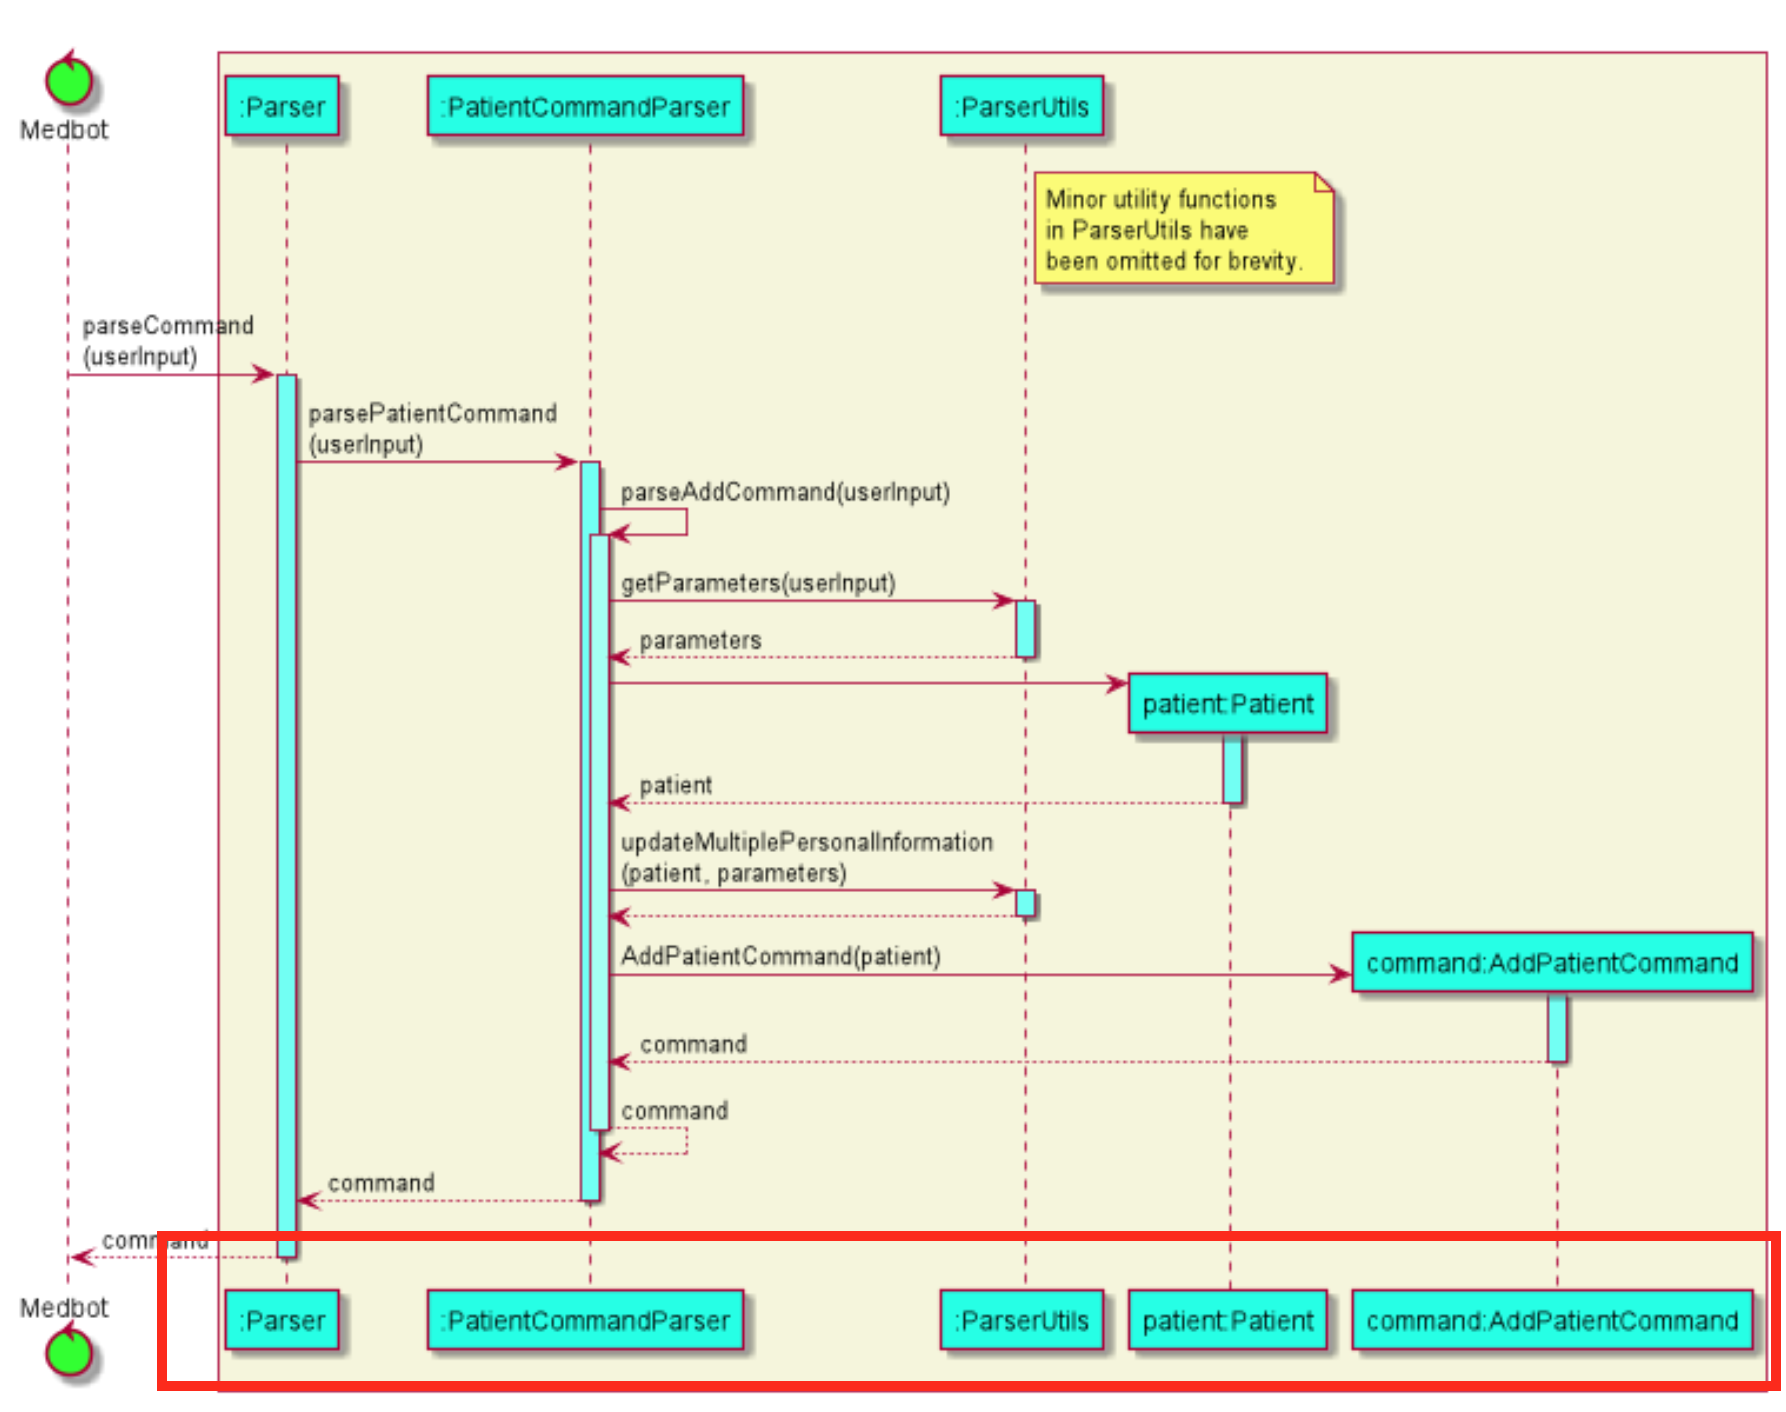 Medbot
:Parser
:PatientCommandParser
:ParserUtils
Minor utility functions
in ParserUtils have
been omitted for brevity.
parseCommand
(userInput)
parsePatientCommand
(userInput)
parseAddCommand(userInput)
getParameters(userInput)
parameters
patient:Patient
patient
updateMultiplePersonalInformation
(patient, parameters)
AddPatientCommand(patient)
command:AddPatientCommand
command
command
command
command
Medbot
:Parser
:PatientCommandParser
:ParserUtils
patient:Patient
command:AddPatientCommand